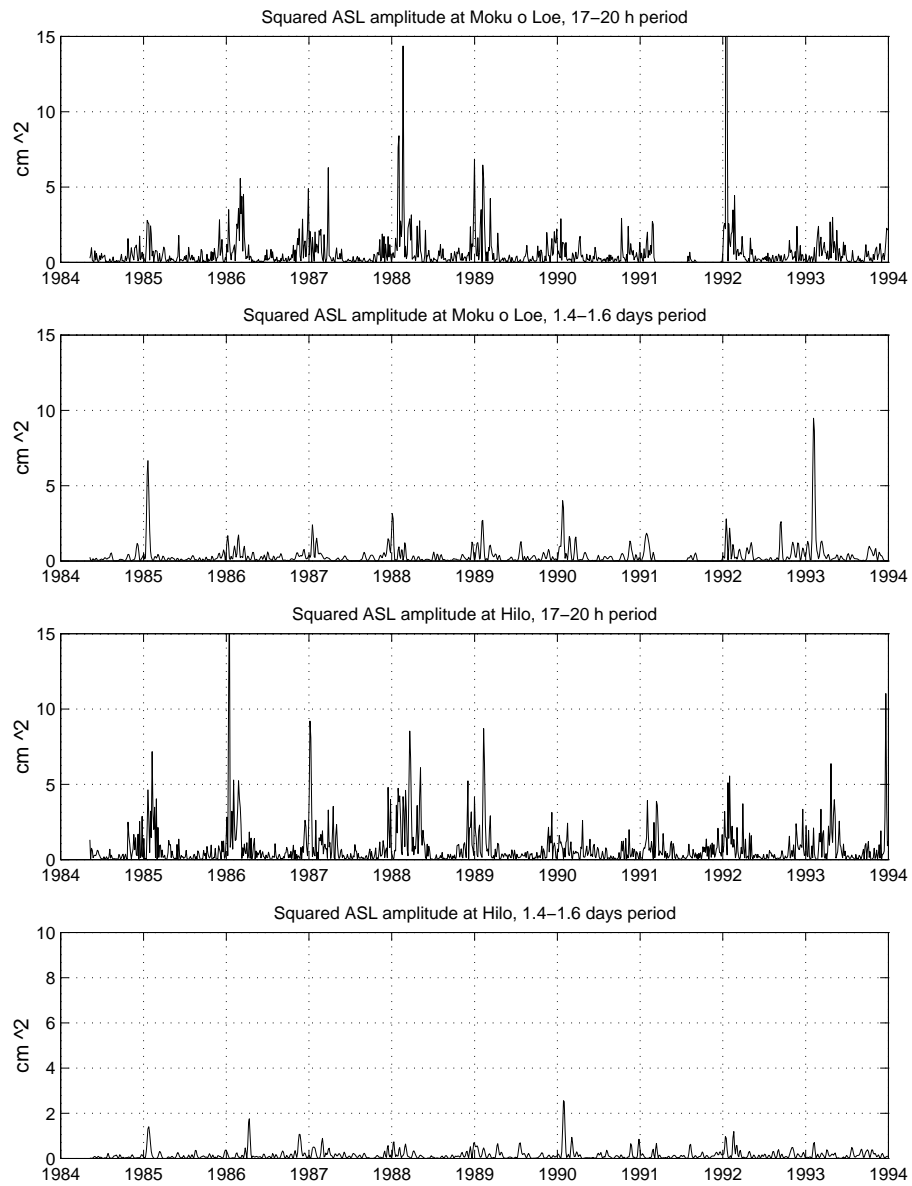 Squared ASL amplitude at Moku o Loe, 17−20 h period
15
10
5
0
cm ^2
1984 1985 1986 1987 1988 1989 1990 1991 1992 1993 1994
Squared ASL amplitude at Moku o Loe, 1.4−1.6 days period
15
10
5
0
cm ^2
1984 1985 1986 1987 1988 1989 1990 1991 1992 1993 1994
Squared ASL amplitude at Hilo, 17−20 h period
15
10
5
0
cm ^2
1984 1985 1986 1987 1988 1989 1990 1991 1992 1993 1994
Squared ASL amplitude at Hilo, 1.4−1.6 days period
10
8
6
4
2
0
cm ^2
1984 1985 1986 1987 1988 1989 1990 1991 1992 1993 1994